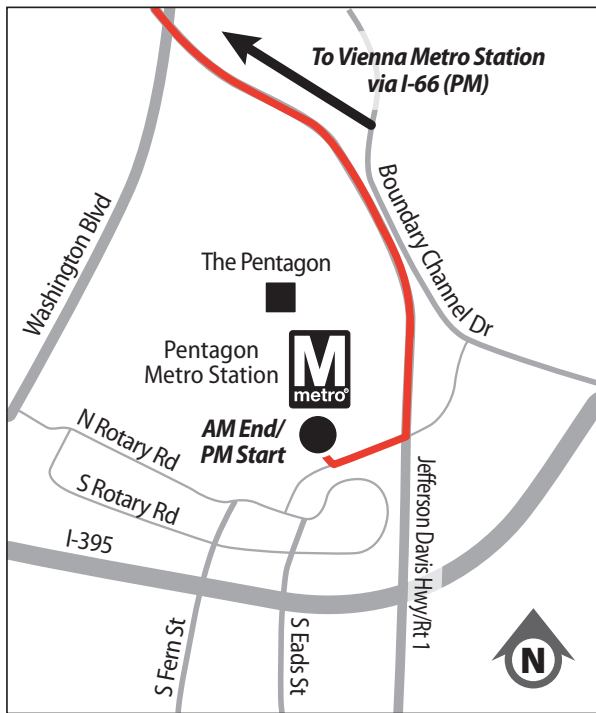 To Vienna Metro Station
via I-66 (PM)
Washington Blvd
Boundary Channel Dr
The Pentagon
Pentagon
Metro Station
M
metro®
AM End/
PM Start
N Rotary Rd
S Rotary Rd
I-395
Jefferson Davis Hwy/Rt 1
S Fern St
S Eads St
N